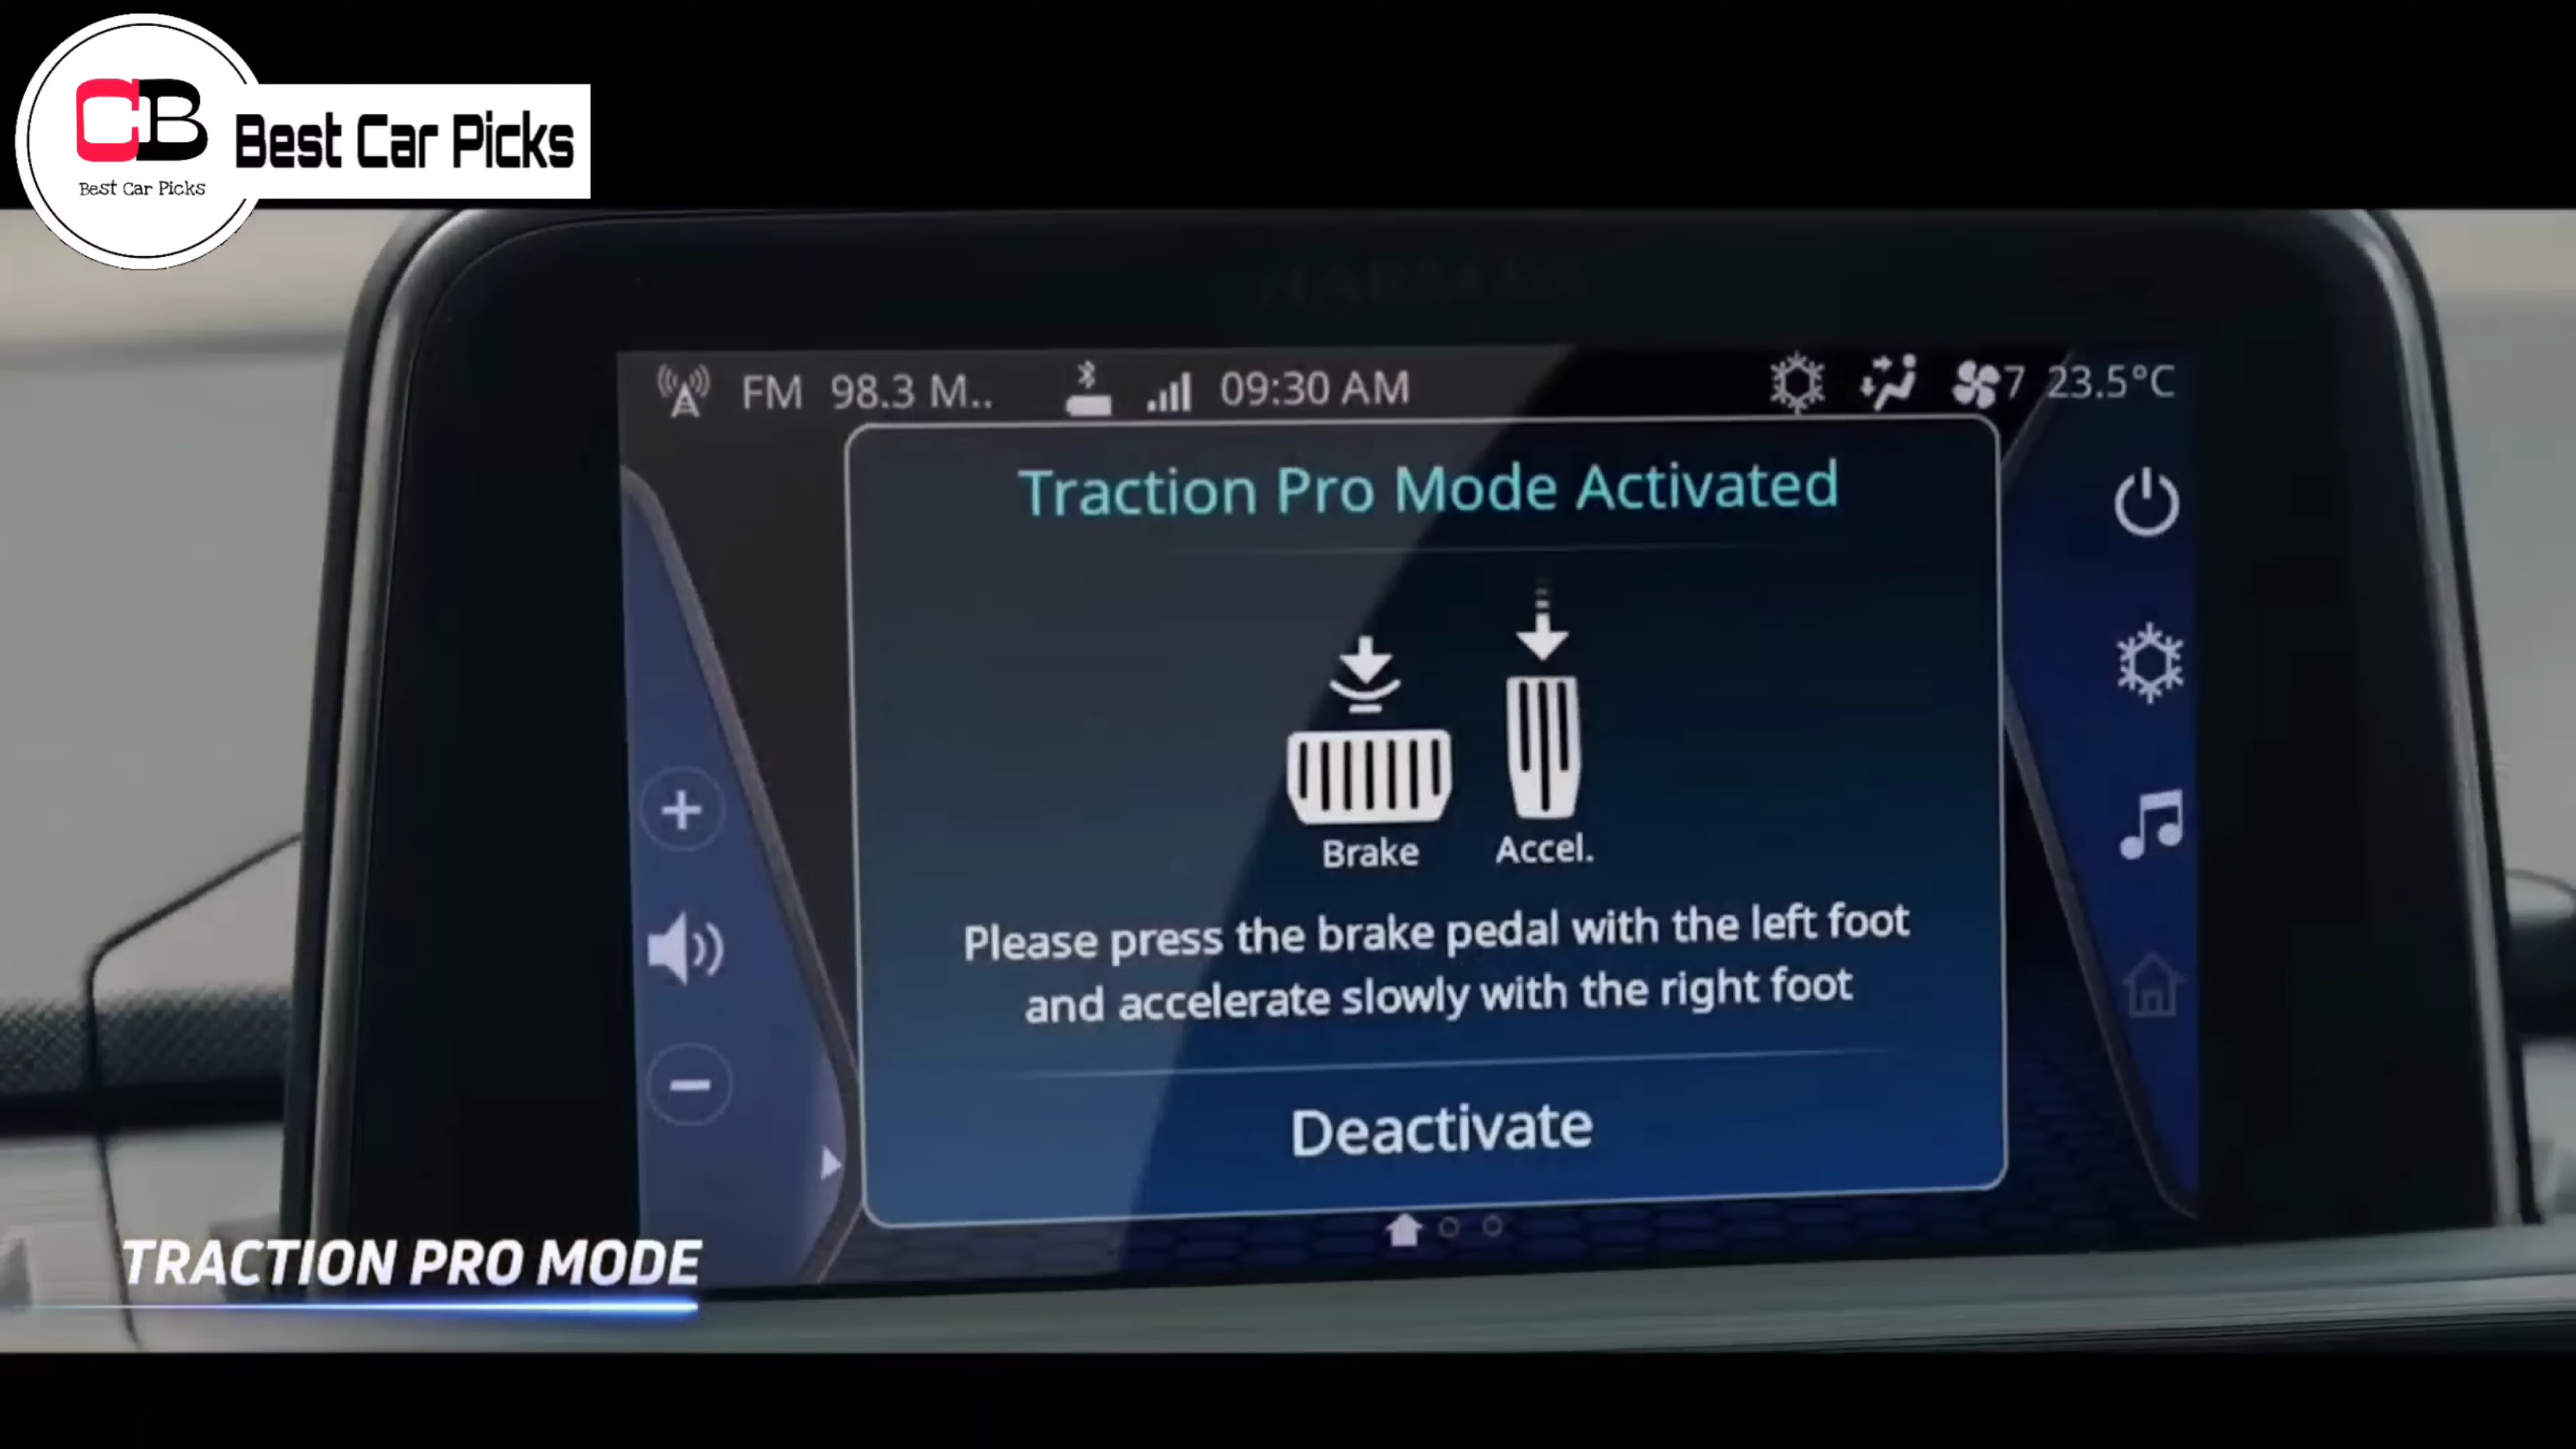 CB
Best Car Picks
Best Car Picks
HARMAN
FM 98.3 M.. 09:30 AM 7 23.5°C
Traction Pro Mode Activated
Brake Accel.
Please press the brake pedal with the left foot
and accelerate slowly with the right foot
Deactivate
TRACTION PRO MODE